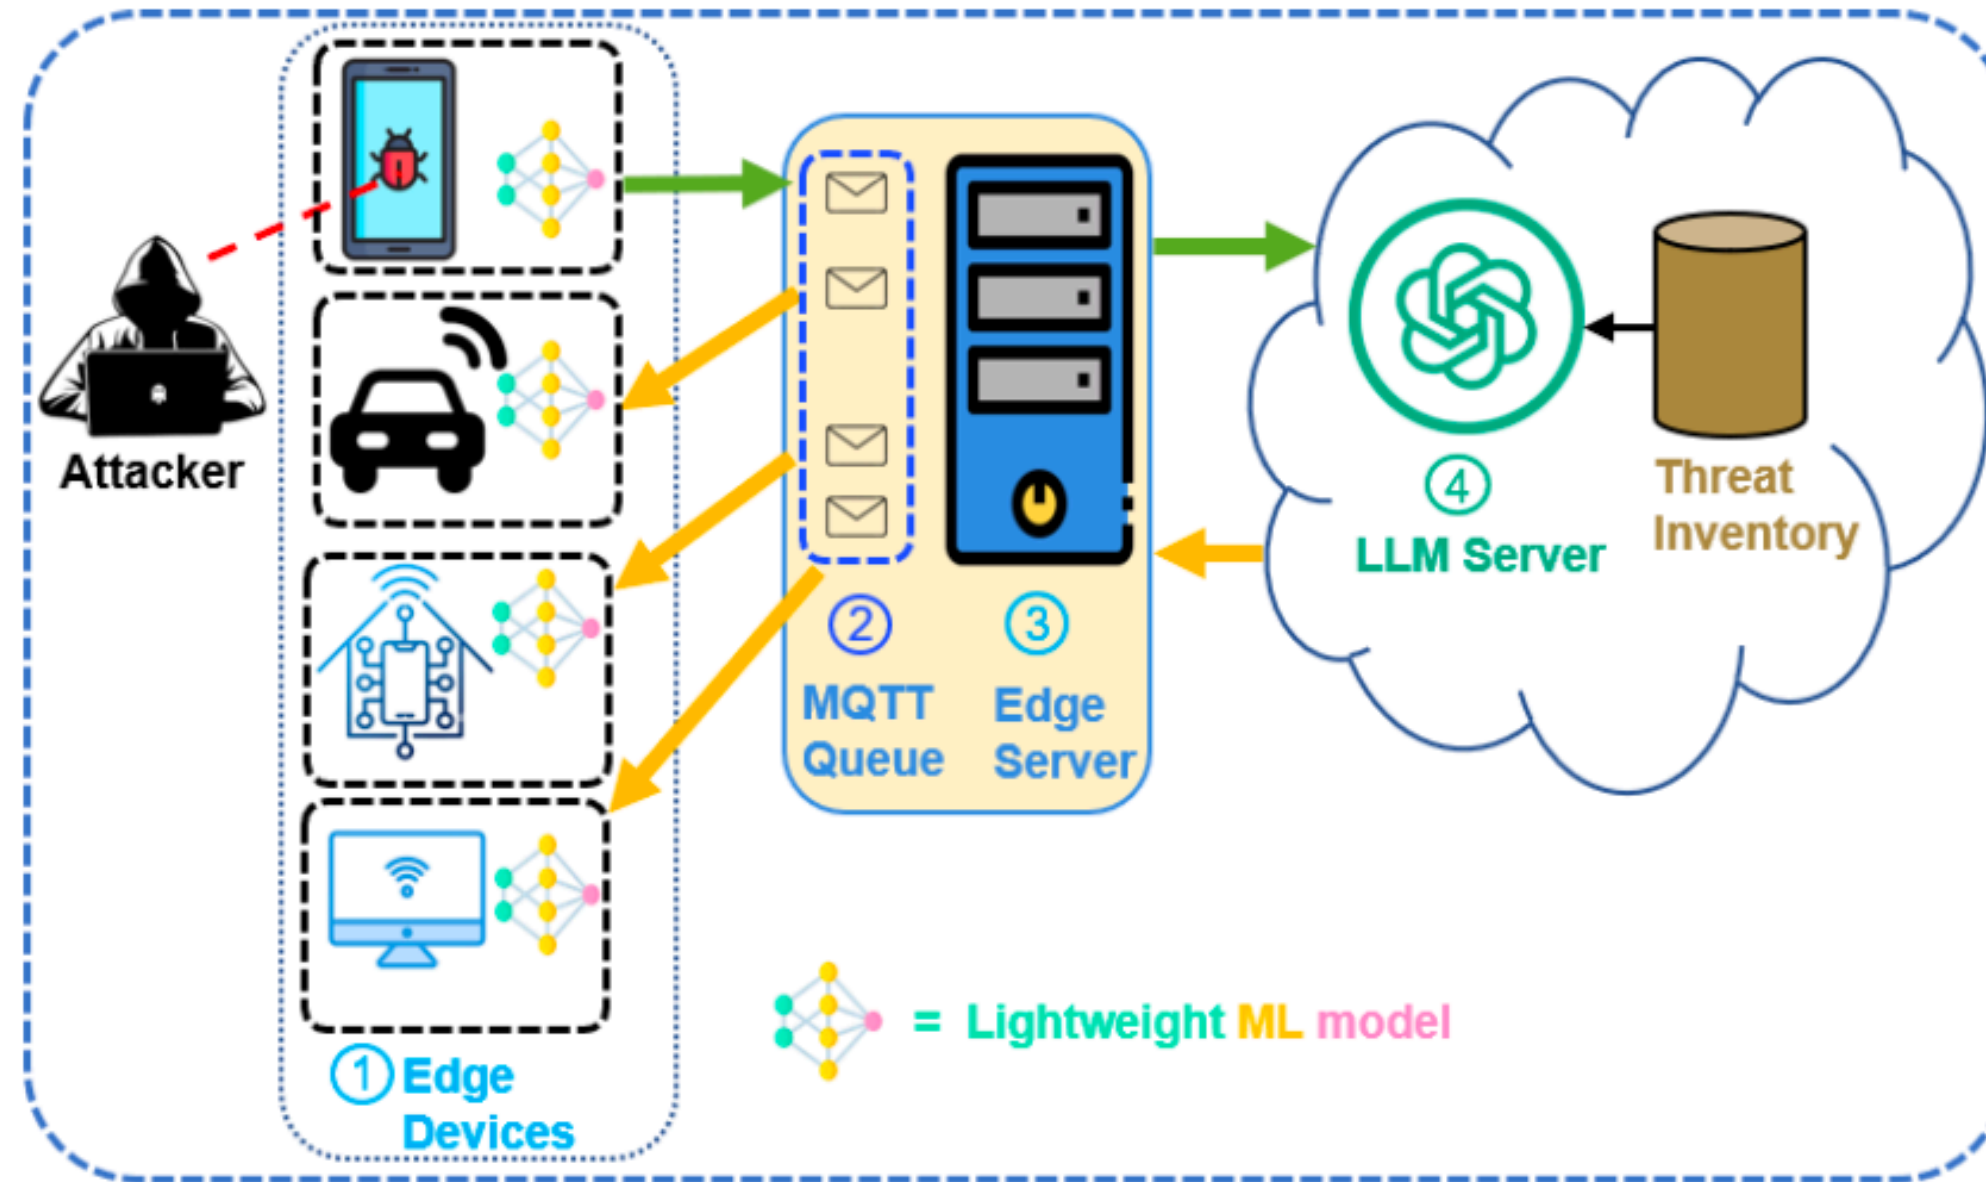 Attacker
① Edge
Devices
②
MQTT
Queue
③
Edge
Server
④
LLM Server
Threat
Inventory
= Lightweight ML model